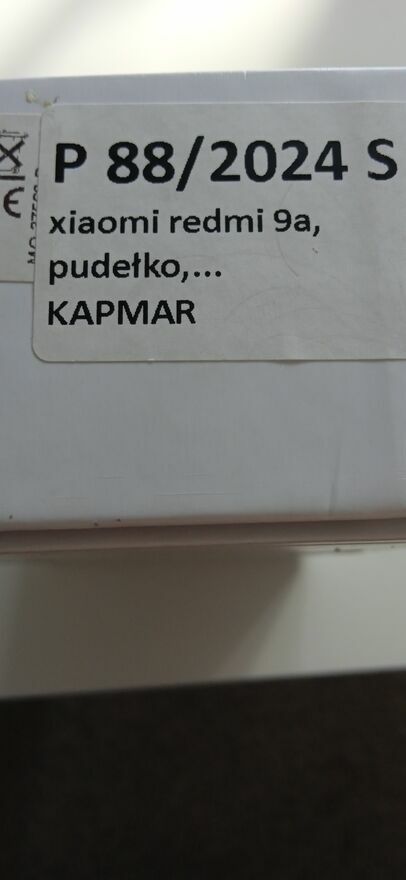 P 88/2024 S
xiaomi redmi 9a,
pudełko,...
KAPMAR